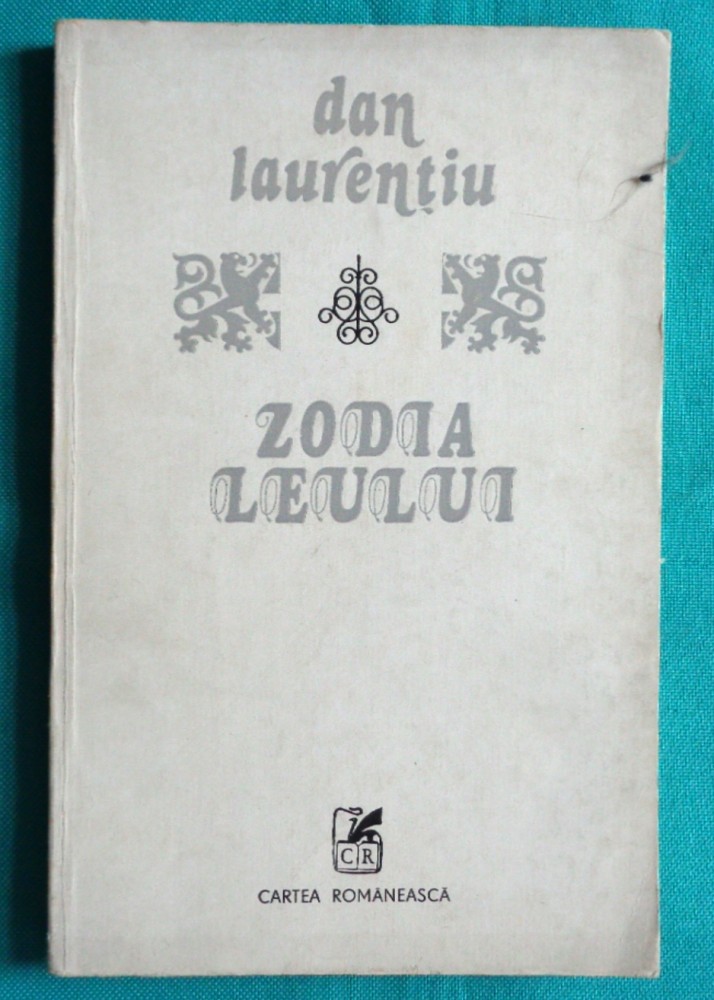 dan
laurențiu
ZODIA
LEULUI
CR
CARTEA ROMÂNEASCĂ